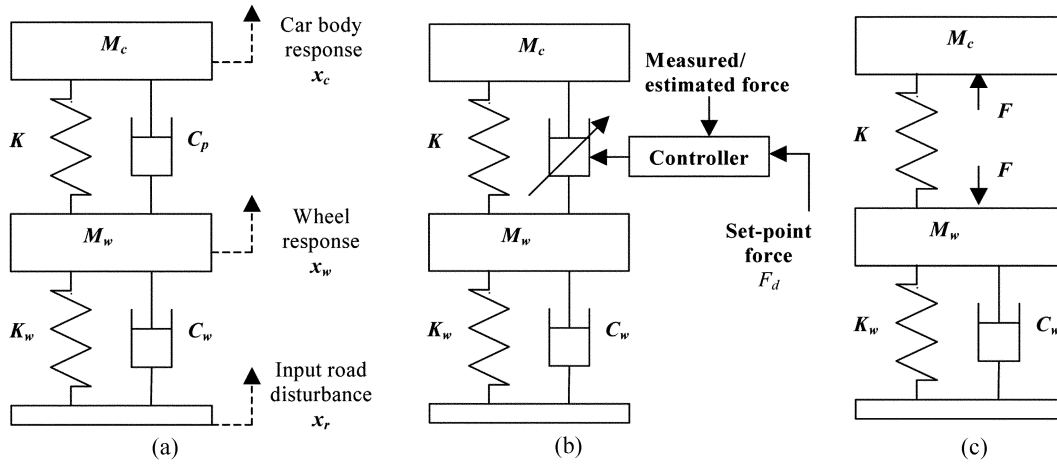 M_c
K
C_p
M_w
K_w
C_w
Car body
response
x_c
Wheel
response
x_w
Input road
disturbance
x_r
(a)
M_c
K
Measured/
estimated force
Controller
Set-point
force
F_d
M_w
K_w
C_w
(b)
M_c
K
F
F
M_w
K_w
C_w
(c)